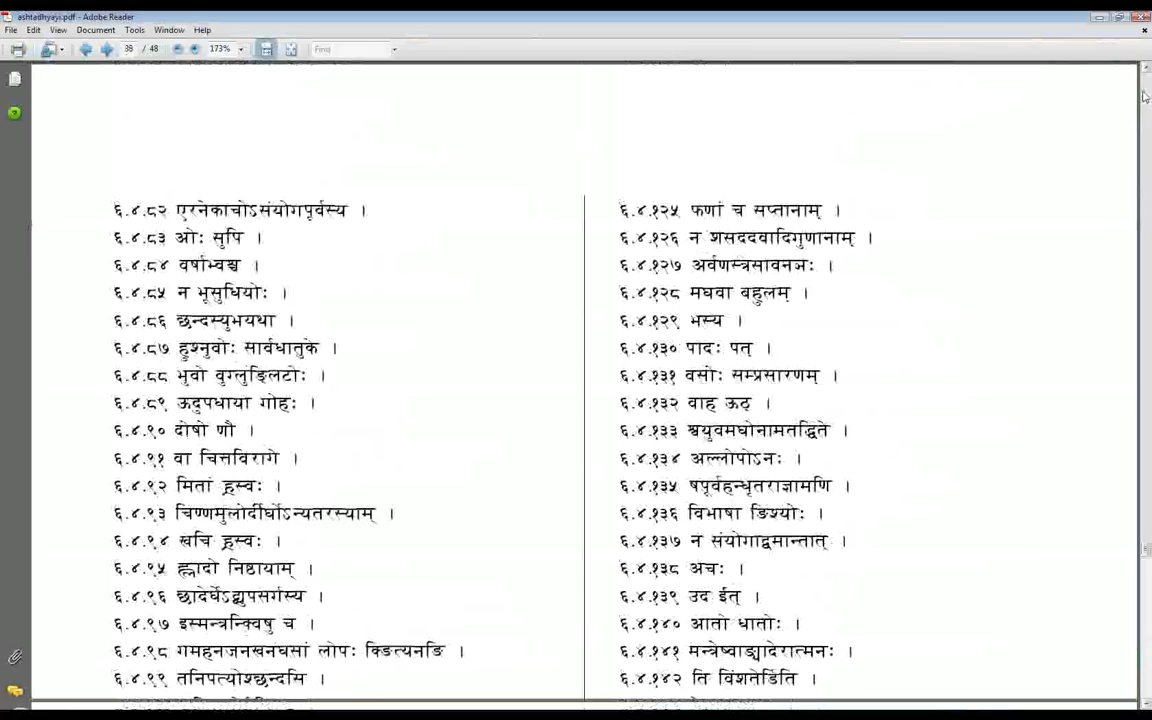 ashtadhyayi.pdf - Adobe Reader
File Edit View Document Tools Window Help
38 / 48 173% Find
६.४.८२ एरनेकाचोऽसंयोगपूर्वस्य ।
६.४.८३ ओः सुपि ।
६.४.८४ वर्षाभ्वश्च ।
६.४.८५ न भूसुधियोः ।
६.४.८६ छन्दस्युभयथा ।
६.४.८७ हुश्नुवोः सार्वधातुके ।
६.४.८८ भुवो वुग्लुङ्लिटोः ।
६.४.८९ ऊदुपधाया गोहः ।
६.४.९० दोषो णौ ।
६.४.९१ वा चित्तविरागे ।
६.४.९२ मितां ह्रस्वः ।
६.४.९३ चिण्णमुलोर्दीर्घोऽन्यतरस्याम् ।
६.४.९४ खचि ह्रस्वः ।
६.४.९५ ह्लादो निष्ठायाम् ।
६.४.९६ छादेर्घेऽद्व्युपसर्गस्य ।
६.४.९७ इस्मन्त्रन्क्विषु च ।
६.४.९८ गमहनजनखनघसां लोपः क्ङित्यनङि ।
६.४.९९ तनिपत्योश्छन्दसि ।
६.४.१२५ फणां च सप्तानाम् ।
६.४.१२६ न शसददवादिगुणानाम् ।
६.४.१२७ अर्वणस्त्रसावनञः ।
६.४.१२८ मघवा बहुलम् ।
६.४.१२९ भस्य ।
६.४.१३० पादः पत् ।
६.४.१३१ वसोः सम्प्रसारणम् ।
६.४.१३२ वाह ऊठ् ।
६.४.१३३ श्वयुवमघोनामतद्धिते ।
६.४.१३४ अल्लोपोऽनः ।
६.४.१३५ षपूर्वहन्धृतराज्ञामणि ।
६.४.१३६ विभाषा ङिश्योः ।
६.४.१३७ न संयोगाद्वमान्तात् ।
६.४.१३८ अचः ।
६.४.१३९ उद ईत् ।
६.४.१४० आतो धातोः ।
६.४.१४१ मन्त्रेष्वाङ्यादेरात्मनः ।
६.४.१४२ ति विंशतेर्डिति ।